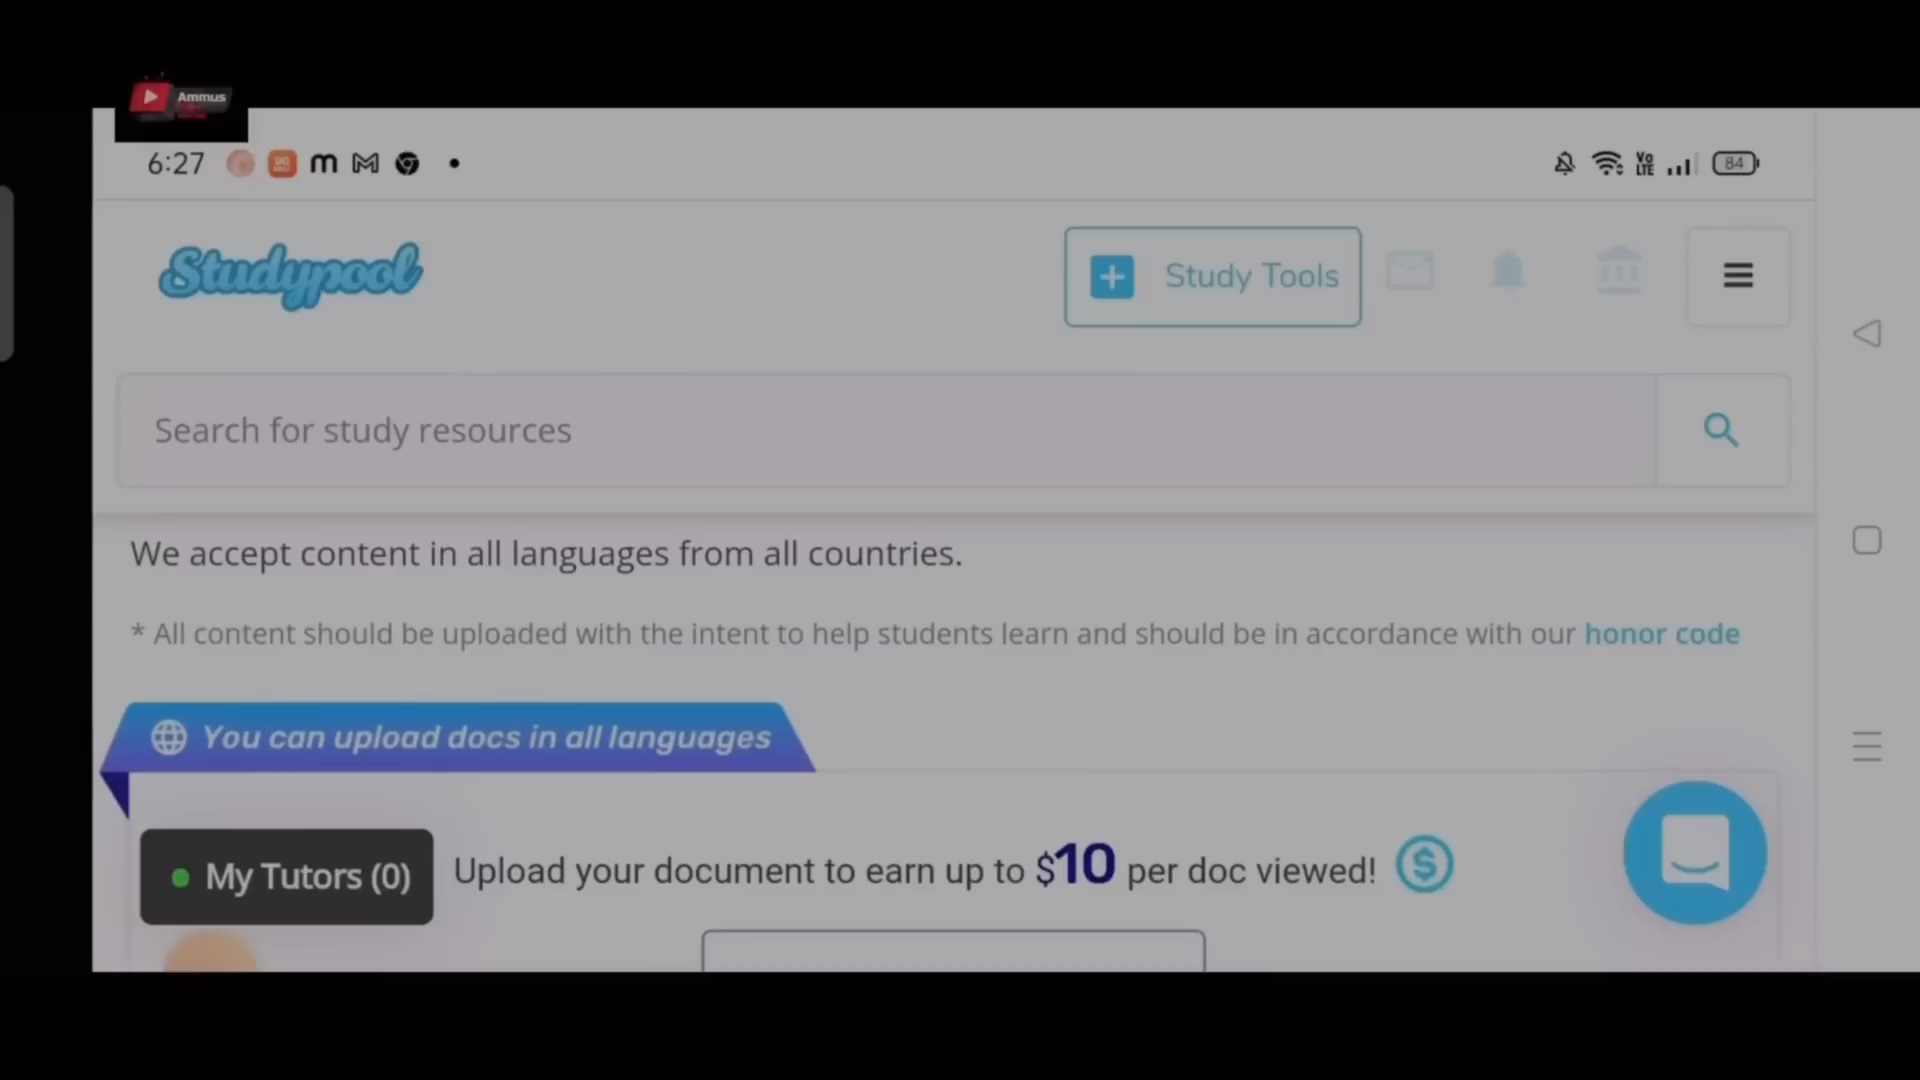 Ammus
6:27
Vo LTE
84
Studypool
Study Tools
Search for study resources
We accept content in all languages from all countries.
* All content should be uploaded with the intent to help students learn and should be in accordance with our honor code
You can upload docs in all languages
My Tutors (0)
Upload your document to earn up to $10 per doc viewed!